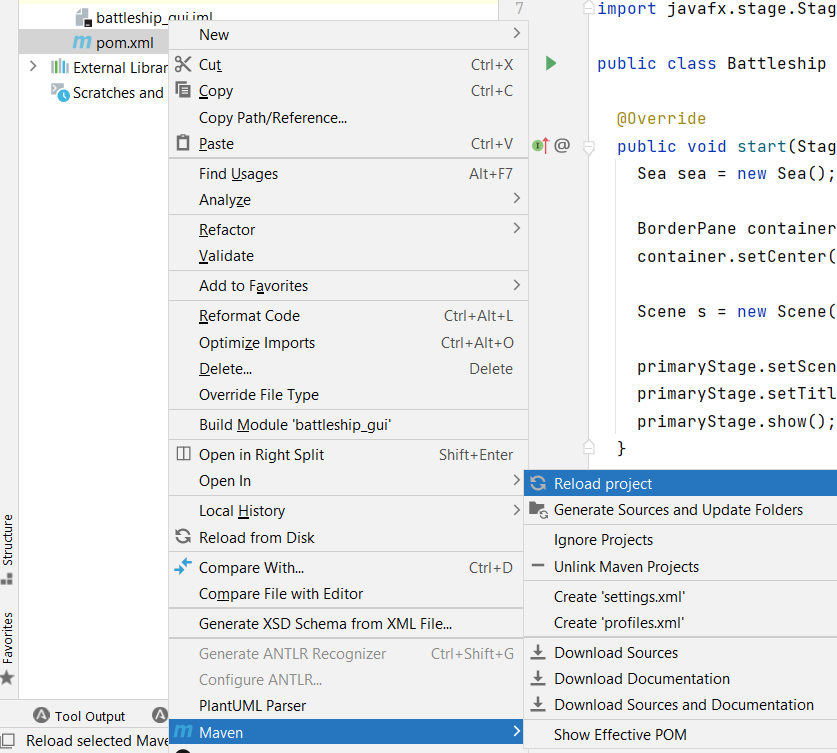 battleship_gui.iml
pom.xml
External Librar
Scratches and
Structure
Favorites
Tool Output
Reload selected Mave
New
Cut Ctrl+X
Copy Ctrl+C
Copy Path/Reference...
Paste Ctrl+V
Find Usages Alt+F7
Analyze
Refactor
Validate
Add to Favorites
Reformat Code Ctrl+Alt+L
Optimize Imports Ctrl+Alt+O
Delete... Delete
Override File Type
Build Module 'battleship_gui'
Open in Right Split Shift+Enter
Open In
Local History
Reload from Disk
Compare With... Ctrl+D
Compare File with Editor
Generate XSD Schema from XML File...
Generate ANTLR Recognizer Ctrl+Shift+G
Configure ANTLR...
PlantUML Parser
Maven
Reload project
Generate Sources and Update Folders
Ignore Projects
Unlink Maven Projects
Create 'settings.xml'
Create 'profiles.xml'
Download Sources
Download Documentation
Download Sources and Documentation
Show Effective POM
7 import javafx.stage.Stag
public class Battleship
@Override
@ public void start(Stag
Sea sea = new Sea();
BorderPane container
container.setCenter(
Scene s = new Scene(
primaryStage.setScen
primaryStage.setTitl
primaryStage.show();
}